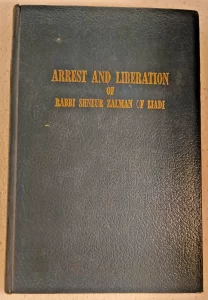 ARREST AND LIBERATION
OF
RABBI SHNEUR ZALMAN OF LIADI